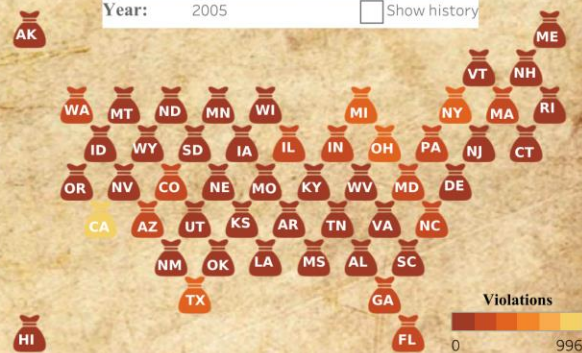 Year: 2005 Show history
AK ME
VT NH
WA MT ND MN WI MI NY MA RI
ID WY SD IA IL IN OH PA NJ CT
OR NV CO NE MO KY WV MD DE
CA AZ UT KS AR TN VA NC
NM OK LA MS AL SC
TX GA
HI FL
Violations
0 996